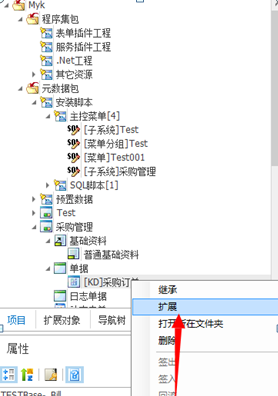 Myk
程序集包
表单插件工程
服务插件工程
.Net工程
其它资源
元数据包
安装脚本
主控菜单[4]
[子系统]Test
[菜单分组]Test
[菜单]Test001
[子系统]采购管理
SQL脚本[1]
预置数据
Test
采购管理
基础资料
普通基础资料
单据
[KD]采购订单
日志单据
继承
扩展
打开所在文件夹
删除
签出
签入
项目
扩展对象
导航树
属性